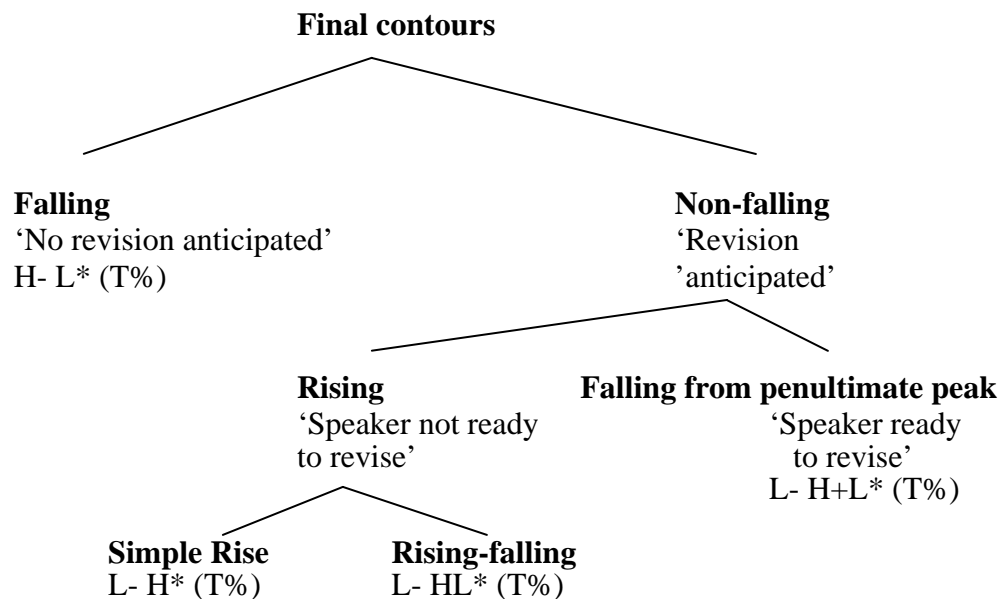 Final contours
Falling
‘No revision anticipated’
H- L* (T%)
Non-falling
‘Revision
’anticipated’
Rising
‘Speaker not ready
to revise’
Falling from penultimate peak
‘Speaker ready
to revise’
L- H+L* (T%)
Simple Rise
L- H* (T%)
Rising-falling
L- HL* (T%)